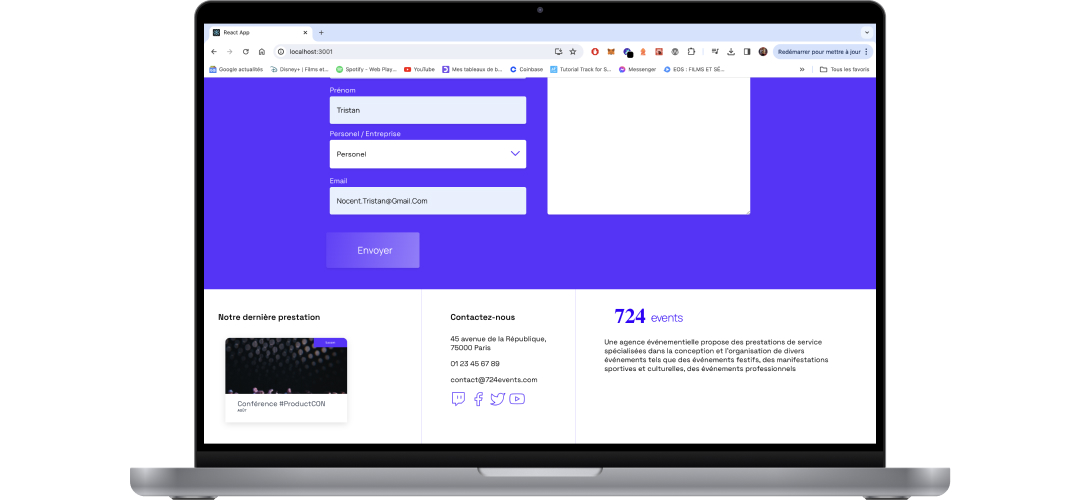 React App
localhost:3001
Redémarrer pour mettre à jour
Google actualités
Disney+ | Films et...
Spotify - Web Play...
YouTube
Mes tableaux de b...
Coinbase
Tutorial Track for S...
Messenger
EOS : FILMS ET SÉ...
Tous les favoris
Prénom
Tristan
Personel / Entreprise
Personel
Email
Nocent.Tristan@Gmail.Com
Envoyer
Notre dernière prestation
Conférence #ProductCON
AOÛT
Contactez-nous
45 avenue de la République,
75000 Paris
01 23 45 67 89
contact@724events.com
724 events
Une agence événementielle propose des prestations de service
spécialisées dans la conception et l'organisation de divers
événements tels que des événements festifs, des manifestations
sportives et culturelles, des événements professionnels